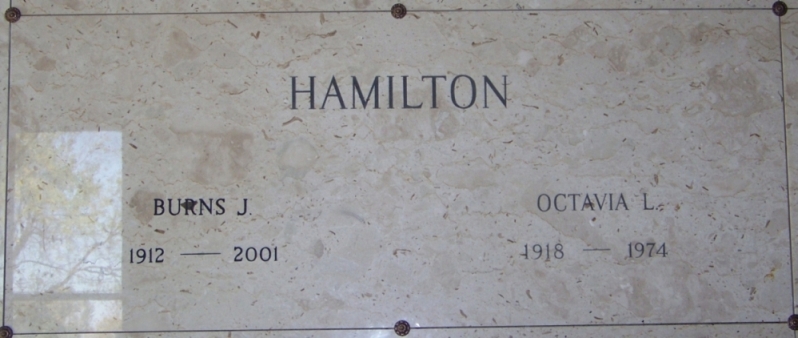 HAMILTON
BURNS J.
1912 — 2001
OCTAVIA L.
1918 — 1974